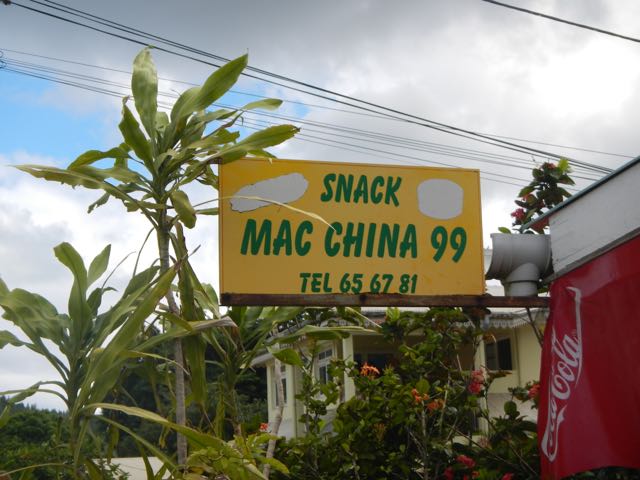 SNACK
MAC CHINA 99
TEL 65 67 81
Coca-Cola